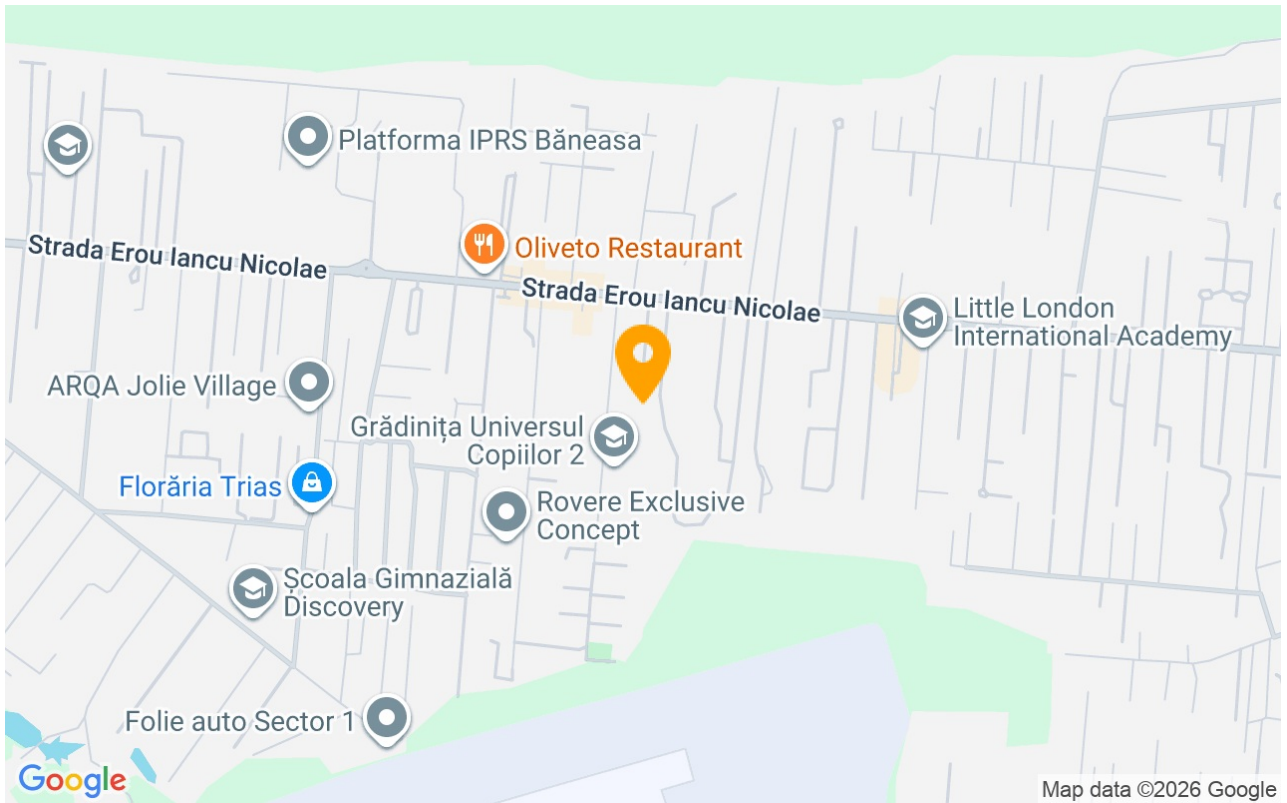 Platforma IPRS Băneasa
Strada Erou Iancu Nicolae
Oliveto Restaurant
Strada Erou Iancu Nicolae
Little London
International Academy
ARQA Jolie Village
Grădinița Universul
Copiilor 2
Florăria Trias
Rovere Exclusive
Concept
Școala Gimnazială
Discovery
Folie auto Sector 1
Google
Map data ©2026 Google